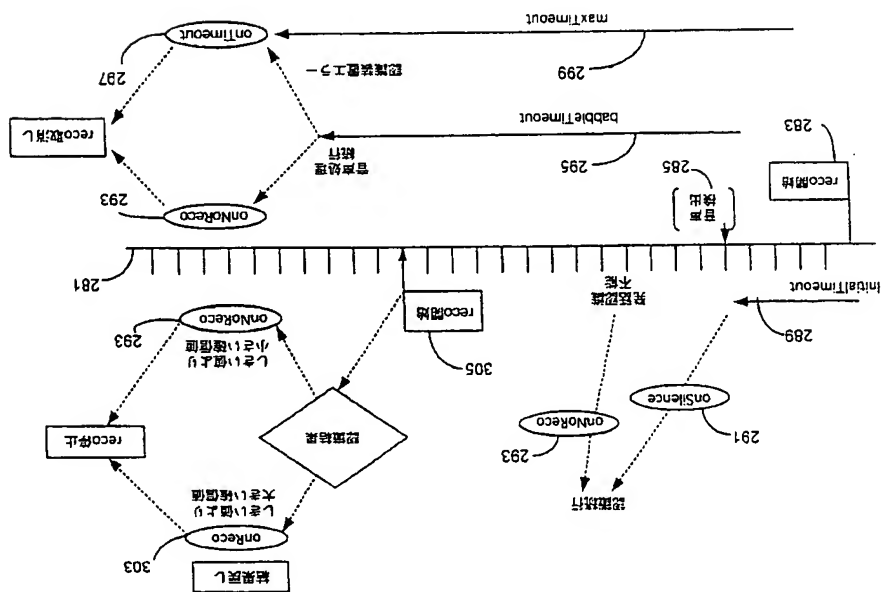 結果戻し
onReco
303
しきい値より
大きい確信値
認識続行
onSilence
291
onNoReco
293
認識結果
reco停止
しきい値より
小さい確信値
onNoReco
293
305
reco開始
289
InitialTimeout
発話認識
不能
281
reco開始
283
音声
検出
285
onNoReco
293
音声処理
続行
babbleTimeout
295
reco取消し
認識装置エラー
onTimeout
297
299
maxTimeout